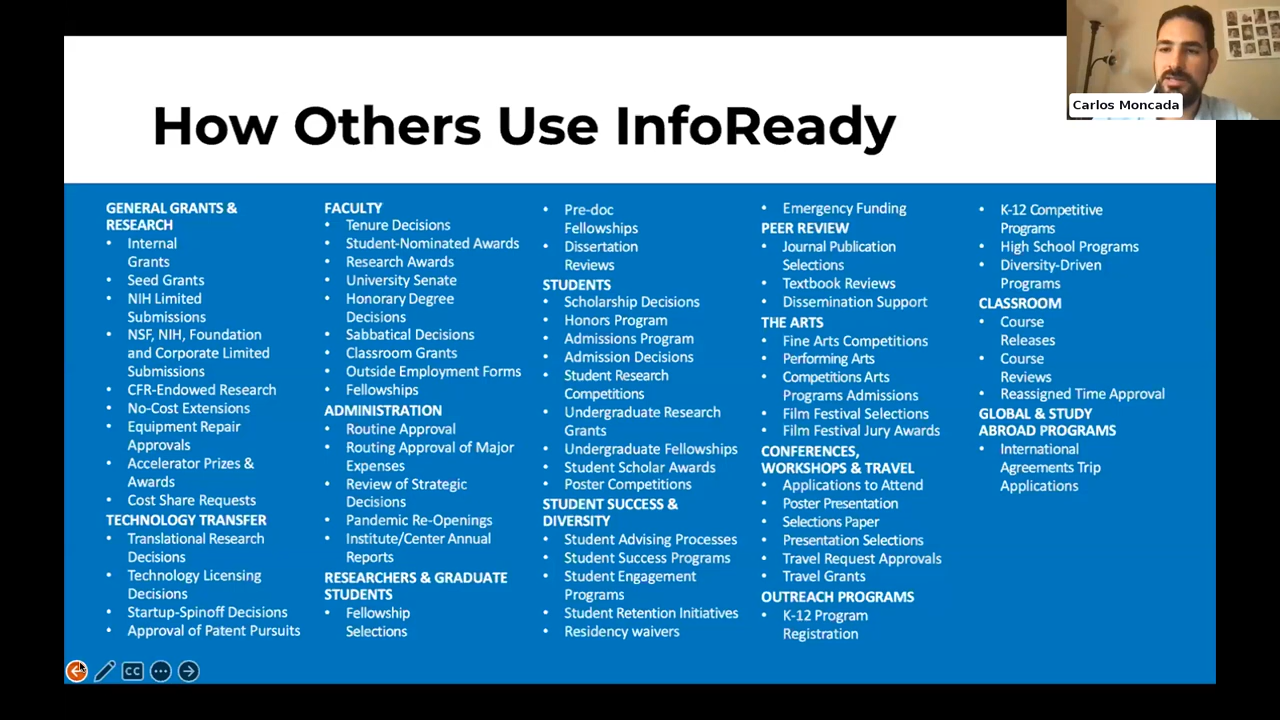 How Others Use InfoReady
Carlos Moncada
GENERAL GRANTS &
RESEARCH
• Internal
Grants
• Seed Grants
• NIH Limited
Submissions
• NSF, NIH, Foundation
and Corporate Limited
Submissions
• CFR-Endowed Research
• No-Cost Extensions
• Equipment Repair
Approvals
• Accelerator Prizes &
Awards
• Cost Share Requests
TECHNOLOGY TRANSFER
• Translational Research
Decisions
• Technology Licensing
Decisions
• Startup-Spinoff Decisions
• Approval of Patent Pursuits
FACULTY
• Tenure Decisions
• Student-Nominated Awards
• Research Awards
• University Senate
• Honorary Degree
Decisions
• Sabbatical Decisions
• Classroom Grants
• Outside Employment Forms
• Fellowships
ADMINISTRATION
• Routine Approval
• Routing Approval of Major
Expenses
• Review of Strategic
Decisions
• Pandemic Re-Openings
• Institute/Center Annual
Reports
RESEARCHERS & GRADUATE
STUDENTS
• Fellowship
Selections
• Pre-doc
Fellowships
• Dissertation
Reviews
STUDENTS
• Scholarship Decisions
• Honors Program
• Admissions Program
• Admission Decisions
• Student Research
Competitions
• Undergraduate Research
Grants
• Undergraduate Fellowships
• Student Scholar Awards
• Poster Competitions
STUDENT SUCCESS &
DIVERSITY
• Student Advising Processes
• Student Success Programs
• Student Engagement
Programs
• Student Retention Initiatives
• Residency waivers
• Emergency Funding
PEER REVIEW
• Journal Publication
Selections
• Textbook Reviews
• Dissemination Support
THE ARTS
• Fine Arts Competitions
• Performing Arts
• Competitions Arts
Programs Admissions
• Film Festival Selections
• Film Festival Jury Awards
CONFERENCES,
WORKSHOPS & TRAVEL
• Applications to Attend
• Poster Presentation
• Selections Paper
• Presentation Selections
• Travel Request Approvals
• Travel Grants
OUTREACH PROGRAMS
• K-12 Program
Registration
• K-12 Competitive
Programs
• High School Programs
• Diversity-Driven
Programs
CLASSROOM
• Course
Releases
• Course
Reviews
• Reassigned Time Approval
GLOBAL & STUDY
ABROAD PROGRAMS
• International
Agreements Trip
Applications
CC